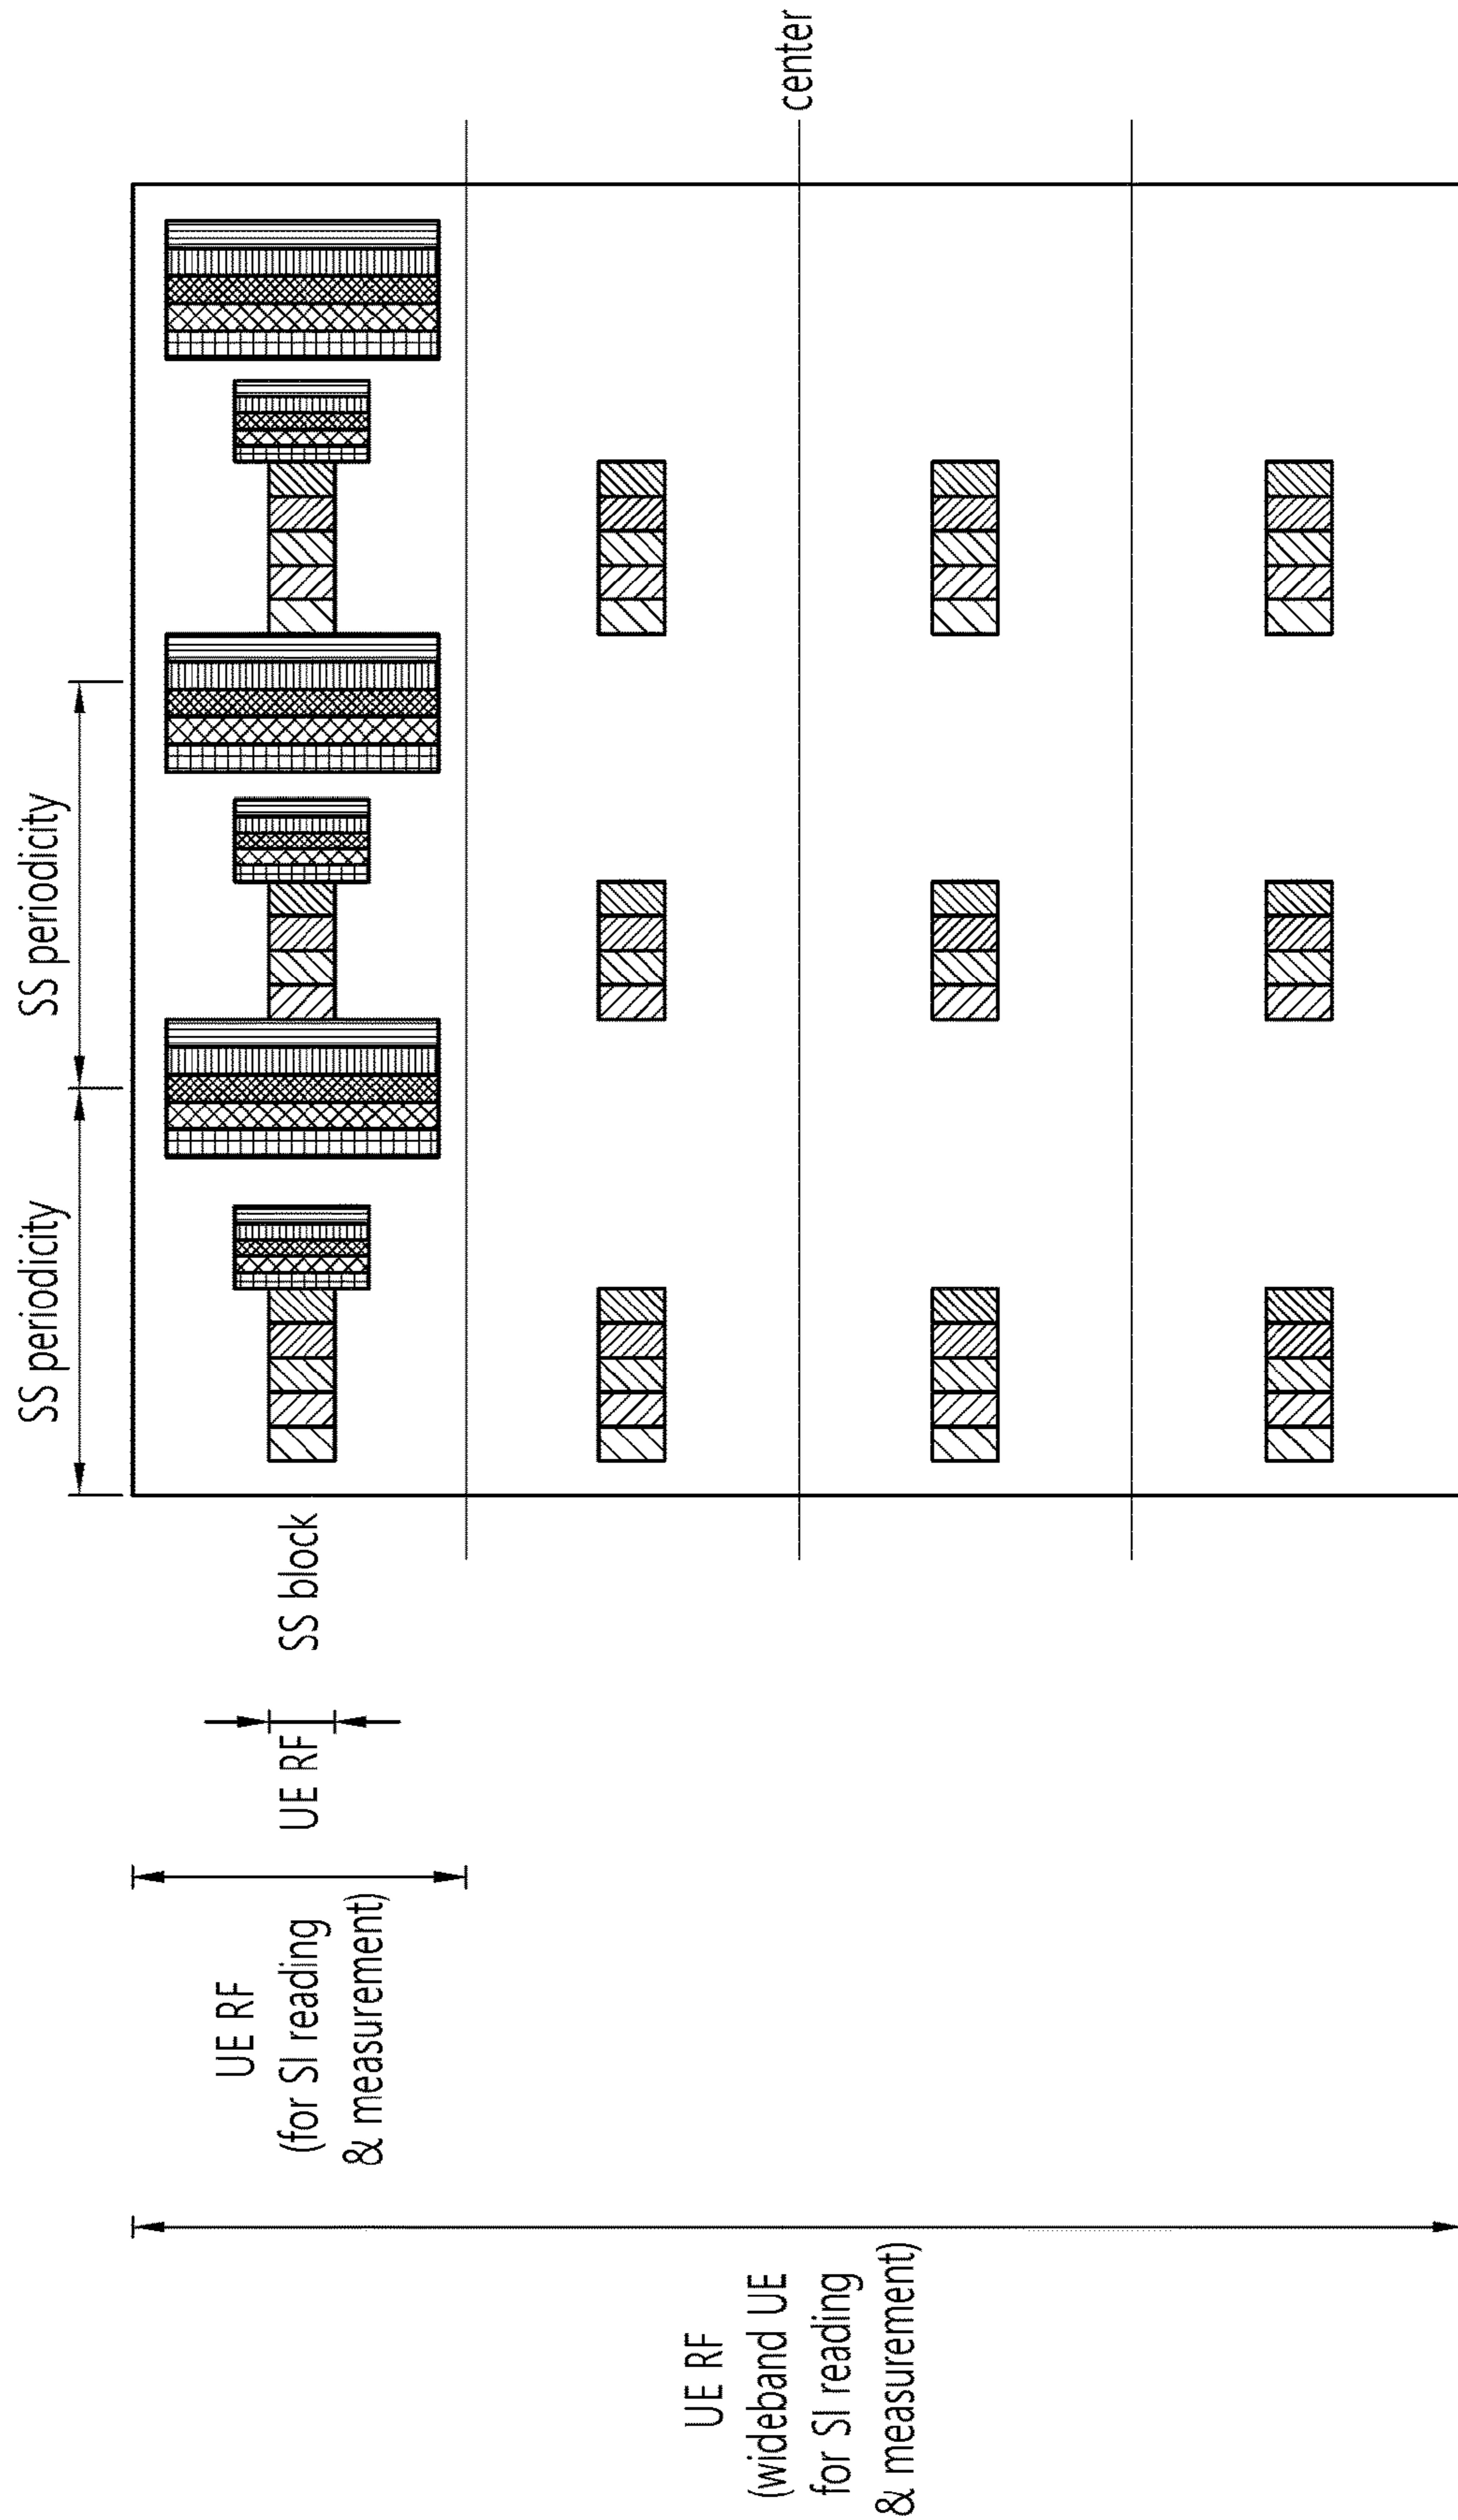 SS periodicity
SS periodicity
SS block
UE RF
UE RF
(for SI reading
& measurement)
UE RF
(wideband UE
for SI reading
& measurement)
center